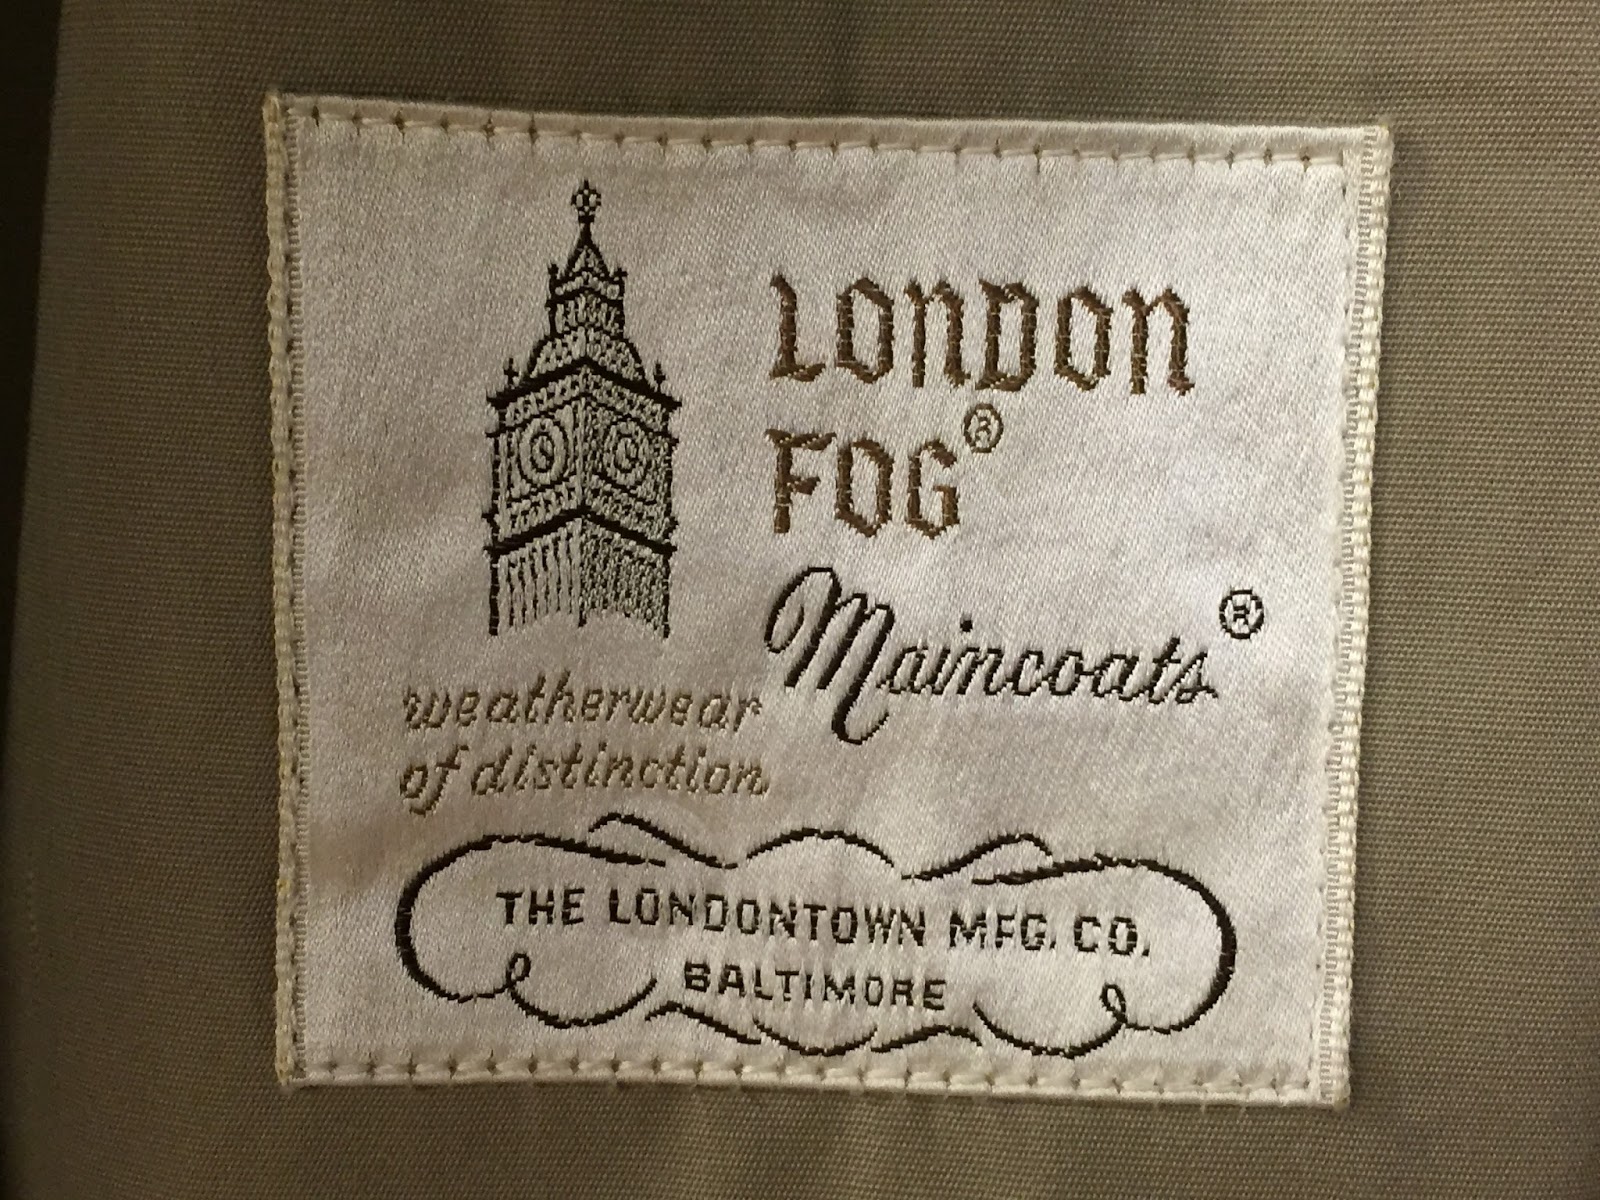 LONDON
FOG®
Maincoats®
weatherwear
of distinction
THE LONDONTOWN MFG. CO.
BALTIMORE